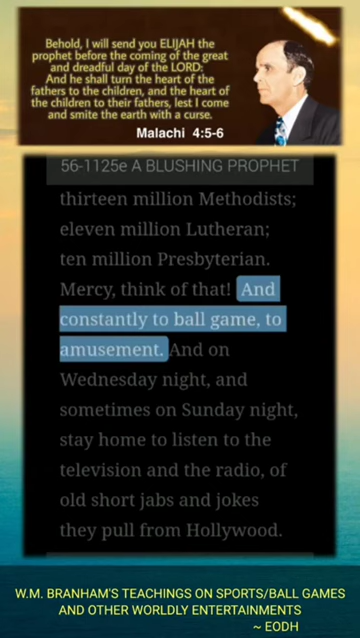 Behold, I will send you ELIJAH the
prophet before the coming of the great
and dreadful day of the LORD:
And he shall turn the heart of the
fathers to the children, and the heart of
the children to their fathers, lest I come
and smite the earth with a curse.
Malachi 4:5-6
56-1125e A BLUSHING PROPHET
thirteen million Methodists;
eleven million Lutheran;
ten million Presbyterian.
Mercy, think of that! And
constantly to ball game, to
amusement. And on
Wednesday night, and
sometimes on Sunday night,
stay home to listen to the
television and the radio, of
old short jabs and jokes
they pull from Hollywood.
W.M. BRANHAM'S TEACHINGS ON SPORTS/BALL GAMES
AND OTHER WORLDLY ENTERTAINMENTS
~ EODH